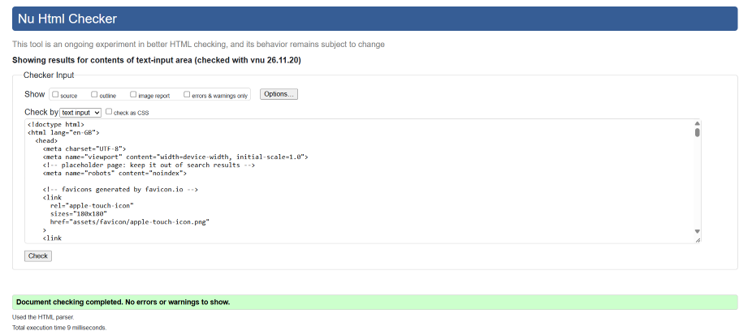 Nu Html Checker
This tool is an ongoing experiment in better HTML checking, and its behavior remains subject to change
Showing results for contents of text-input area (checked with vnu 26.11.20)
Checker Input
Show source outline image report errors & warnings only Options...
Check by text input check as CSS
<!doctype html>
<html lang="en-GB">
<head>
<meta charset="UTF-8">
<meta name="viewport" content="width=device-width, initial-scale=1.0">
<!-- placeholder page: keep it out of search results -->
<meta name="robots" content="noindex">
<!-- favicons generated by favicon.io -->
<link
rel="apple-touch-icon"
sizes="180x180"
href="assets/favicon/apple-touch-icon.png"
>
<link
Check
Document checking completed. No errors or warnings to show.
Used the HTML parser.
Total execution time 9 milliseconds.